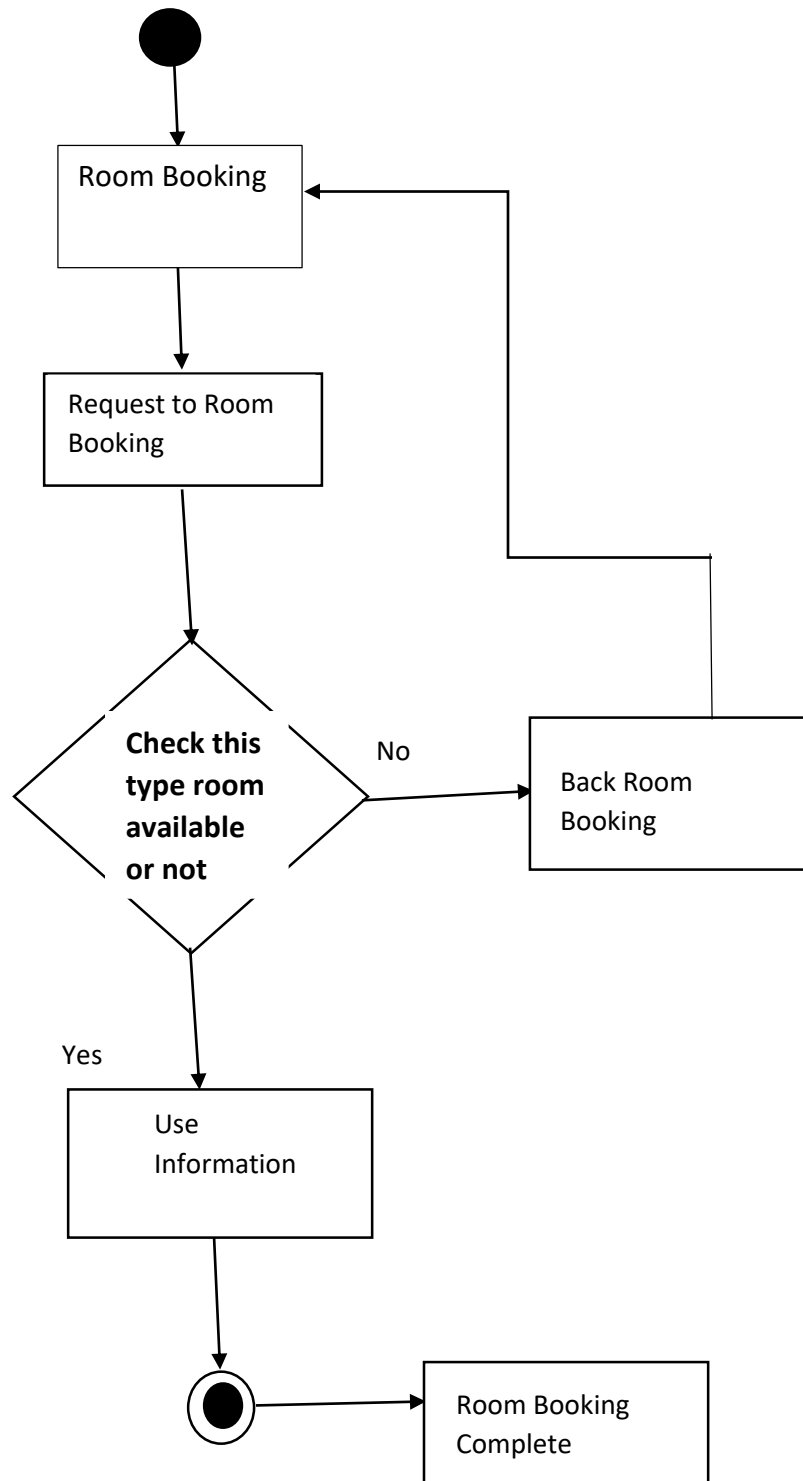 Room Booking
Request to Room
Booking
Check this
type room
available
or not
No
Back Room
Booking
Yes
Use
Information
Room Booking
Complete